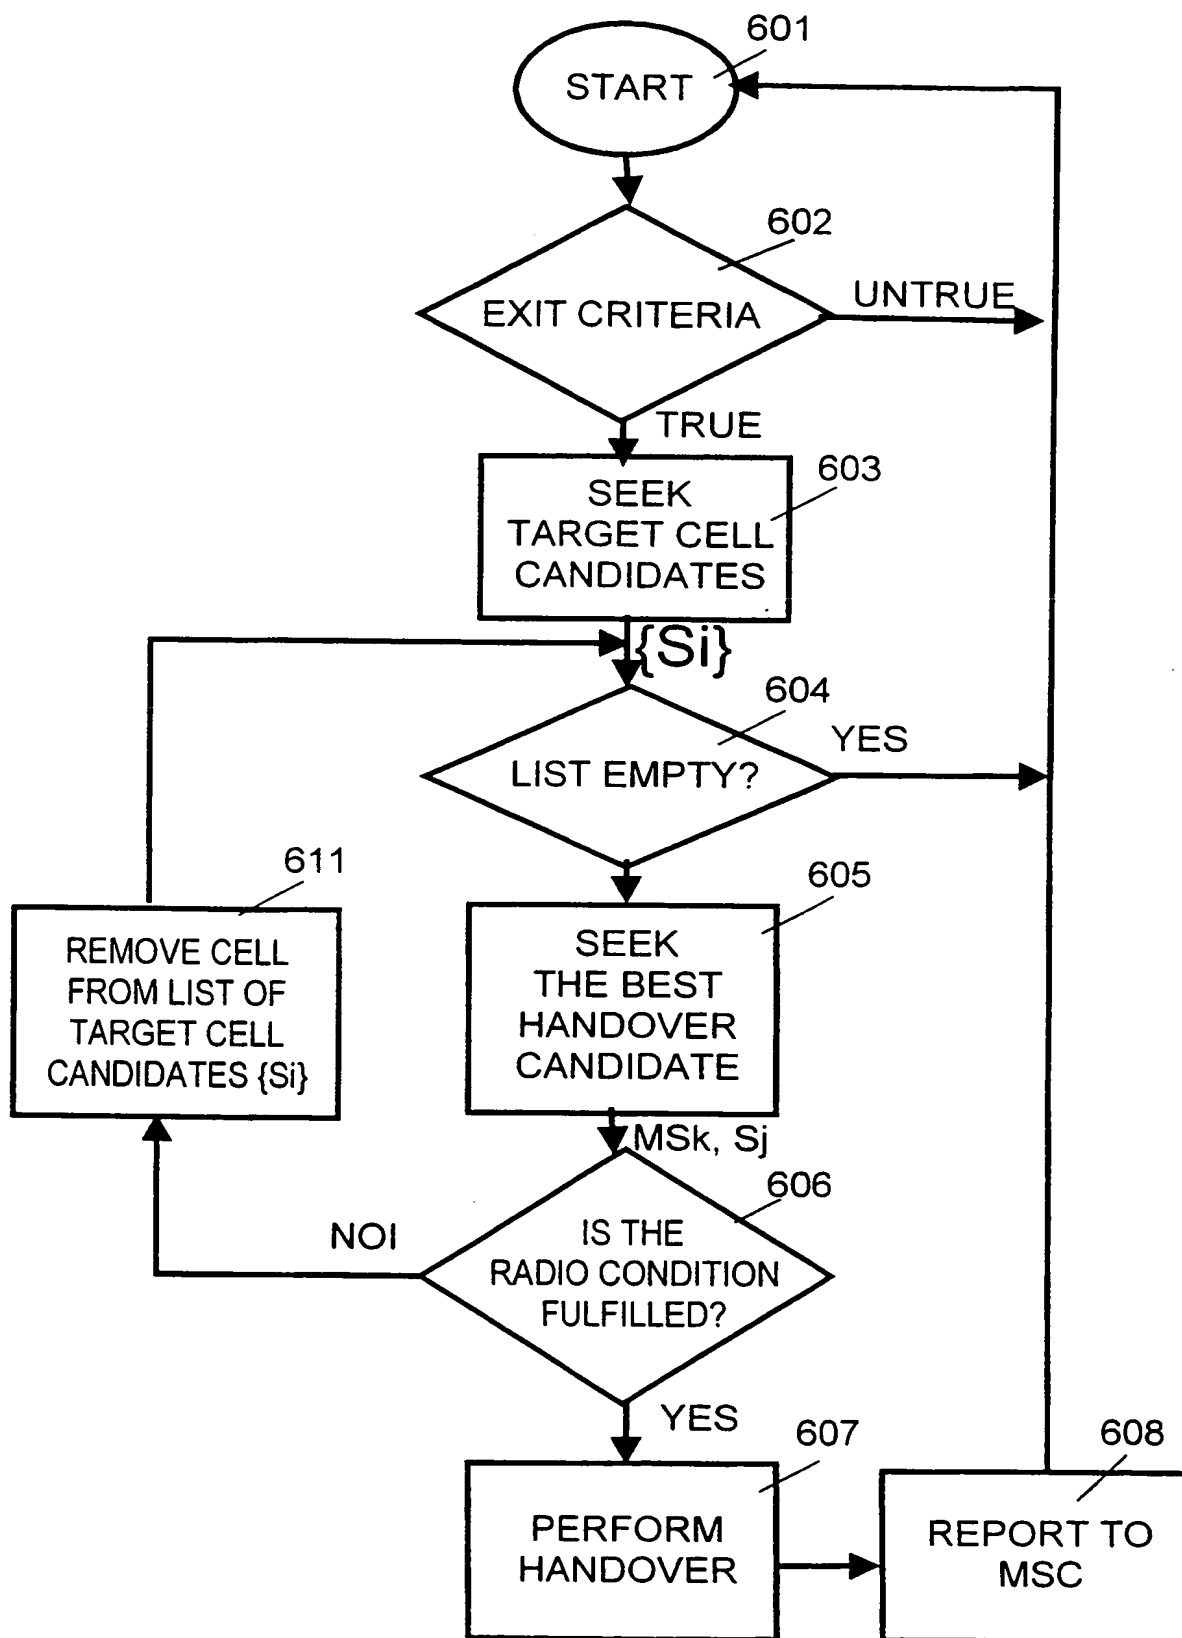 601
START
602
EXIT CRITERIA
UNTRUE
TRUE
603
SEEK
TARGET CELL
CANDIDATES
{Si}
604
LIST EMPTY?
YES
611
REMOVE CELL
FROM LIST OF
TARGET CELL
CANDIDATES {Si}
605
SEEK
THE BEST
HANDOVER
CANDIDATE
MSk, Sj
606
NOI
IS THE
RADIO CONDITION
FULFILLED?
YES
607
PERFORM
HANDOVER
608
REPORT TO
MSC